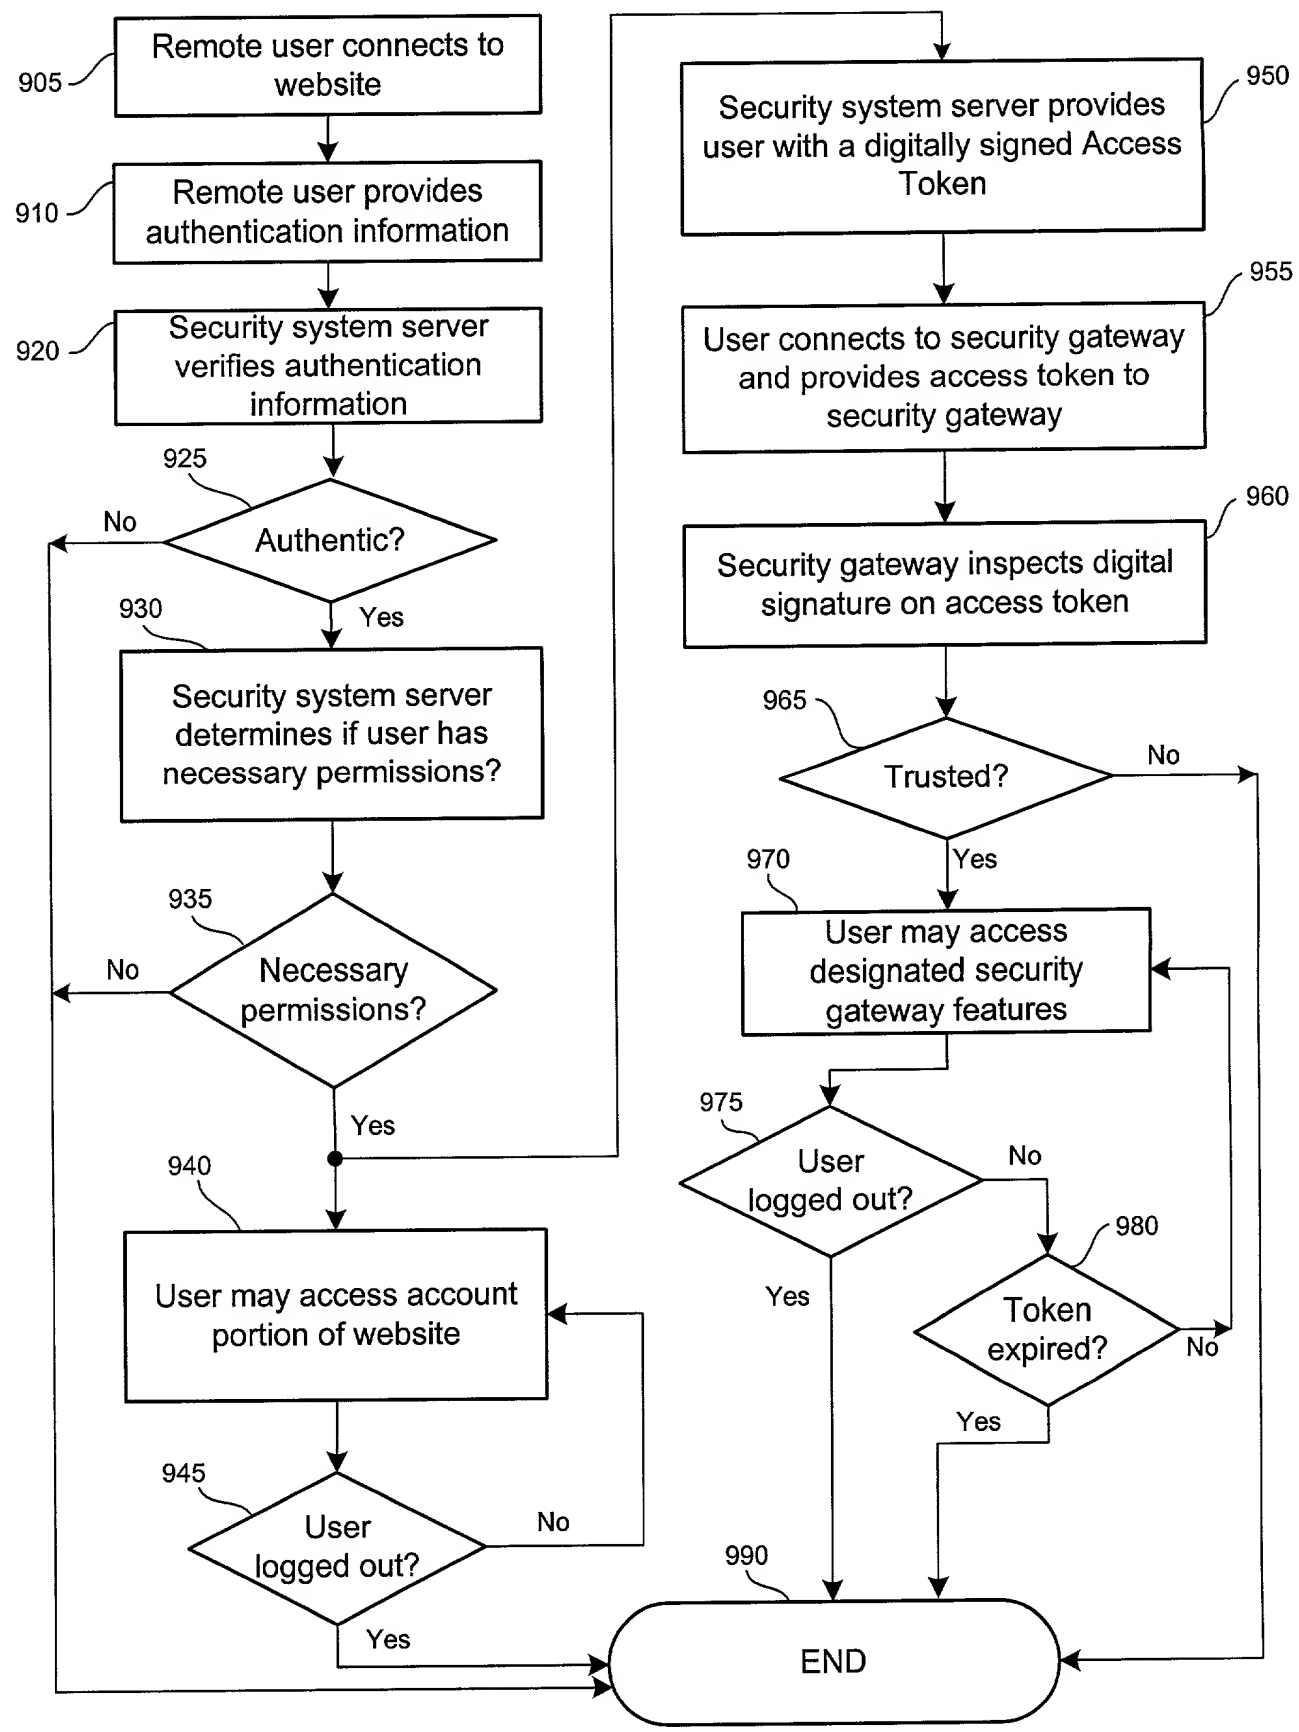 905
Remote user connects to
website
910
Remote user provides
authentication information
920
Security system server
verifies authentication
information
925
Authentic?
No
Yes
930
Security system server
determines if user has
necessary permissions?
935
Necessary
permissions?
No
Yes
940
User may access account
portion of website
945
User
logged out?
No
Yes
950
Security system server provides
user with a digitally signed Access
Token
955
User connects to security gateway
and provides access token to
security gateway
960
Security gateway inspects digital
signature on access token
965
Trusted?
No
Yes
970
User may access
designated security
gateway features
975
User
logged out?
No
Yes
980
Token
expired?
No
Yes
990
END